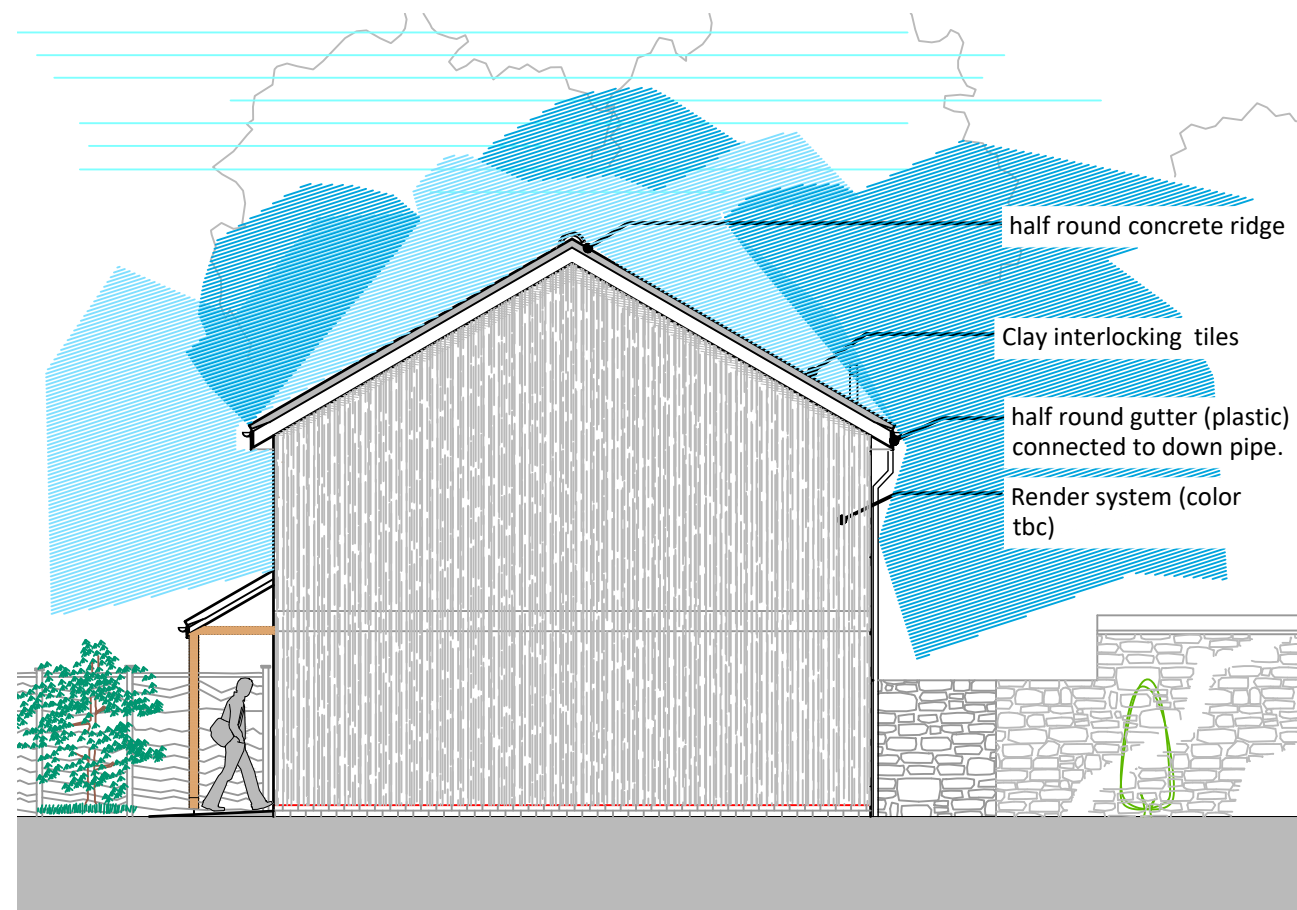 half round concrete ridge
Clay interlocking tiles
half round gutter (plastic)
connected to down pipe.
Render system (color
tbc)